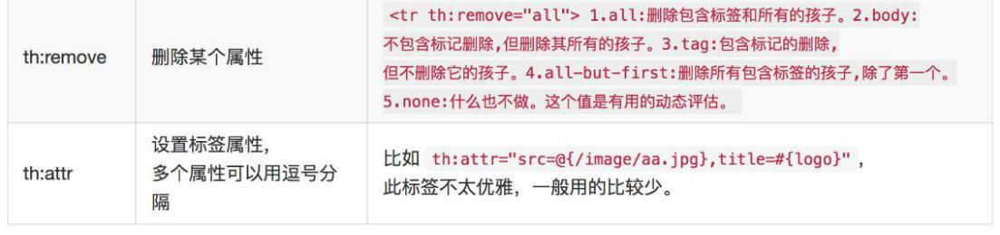 th:remove
删除某个属性
<tr th:remove="all"> 1.all:删除包含标签和所有的孩子。2.body:
不包含标记删除,但删除其所有的孩子。3.tag:包含标记的删除,
但不删除它的孩子。4.all-but-first:删除所有包含标签的孩子,除了第一个。
5.none:什么也不做。这个值是有用的动态评估。
th:attr
设置标签属性,
多个属性可以用逗号分
隔
比如 th:attr="src=@{/image/aa.jpg},title=#{logo}" ,
此标签不太优雅，一般用的比较少。